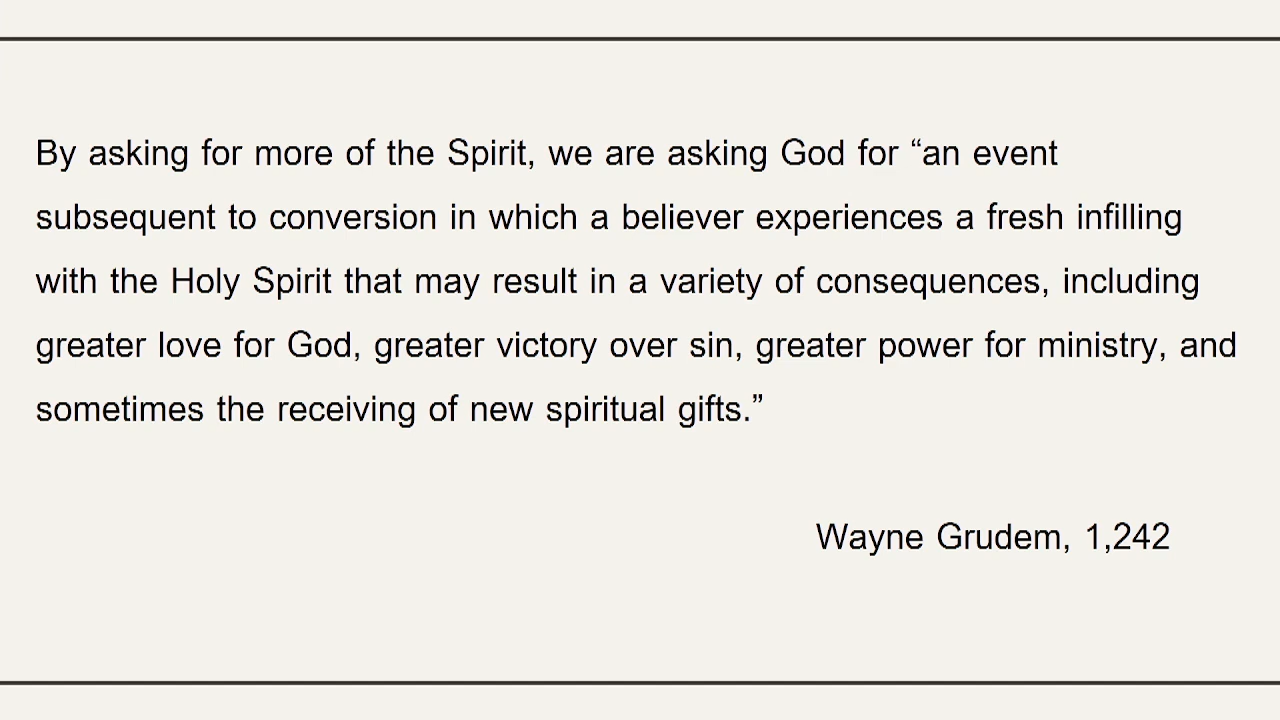 By asking for more of the Spirit, we are asking God for “an event
subsequent to conversion in which a believer experiences a fresh infilling
with the Holy Spirit that may result in a variety of consequences, including
greater love for God, greater victory over sin, greater power for ministry, and
sometimes the receiving of new spiritual gifts.”
Wayne Grudem, 1,242